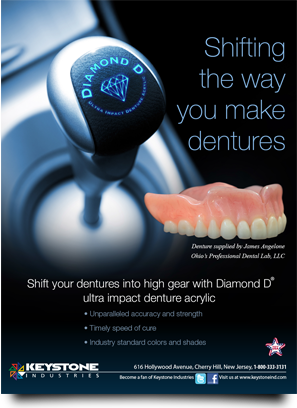 Shifting
the way
you make
dentures
DIAMOND D
ULTRA IMPACT DENTURE ACRYLIC
Denture supplied by James Angelone
Ohio's Professional Dental Lab, LLC
Shift your dentures into high gear with Diamond D®
ultra impact denture acrylic
• Unparalleled accuracy and strength
• Timely speed of cure
• Industry standard colors and shades
KEYSTONE
INDUSTRIES
616 Hollywood Avenue, Cherry Hill, New Jersey, 1-800-333-3131
Become a fan of Keystone Industries
Visit us at www.keystoneind.com